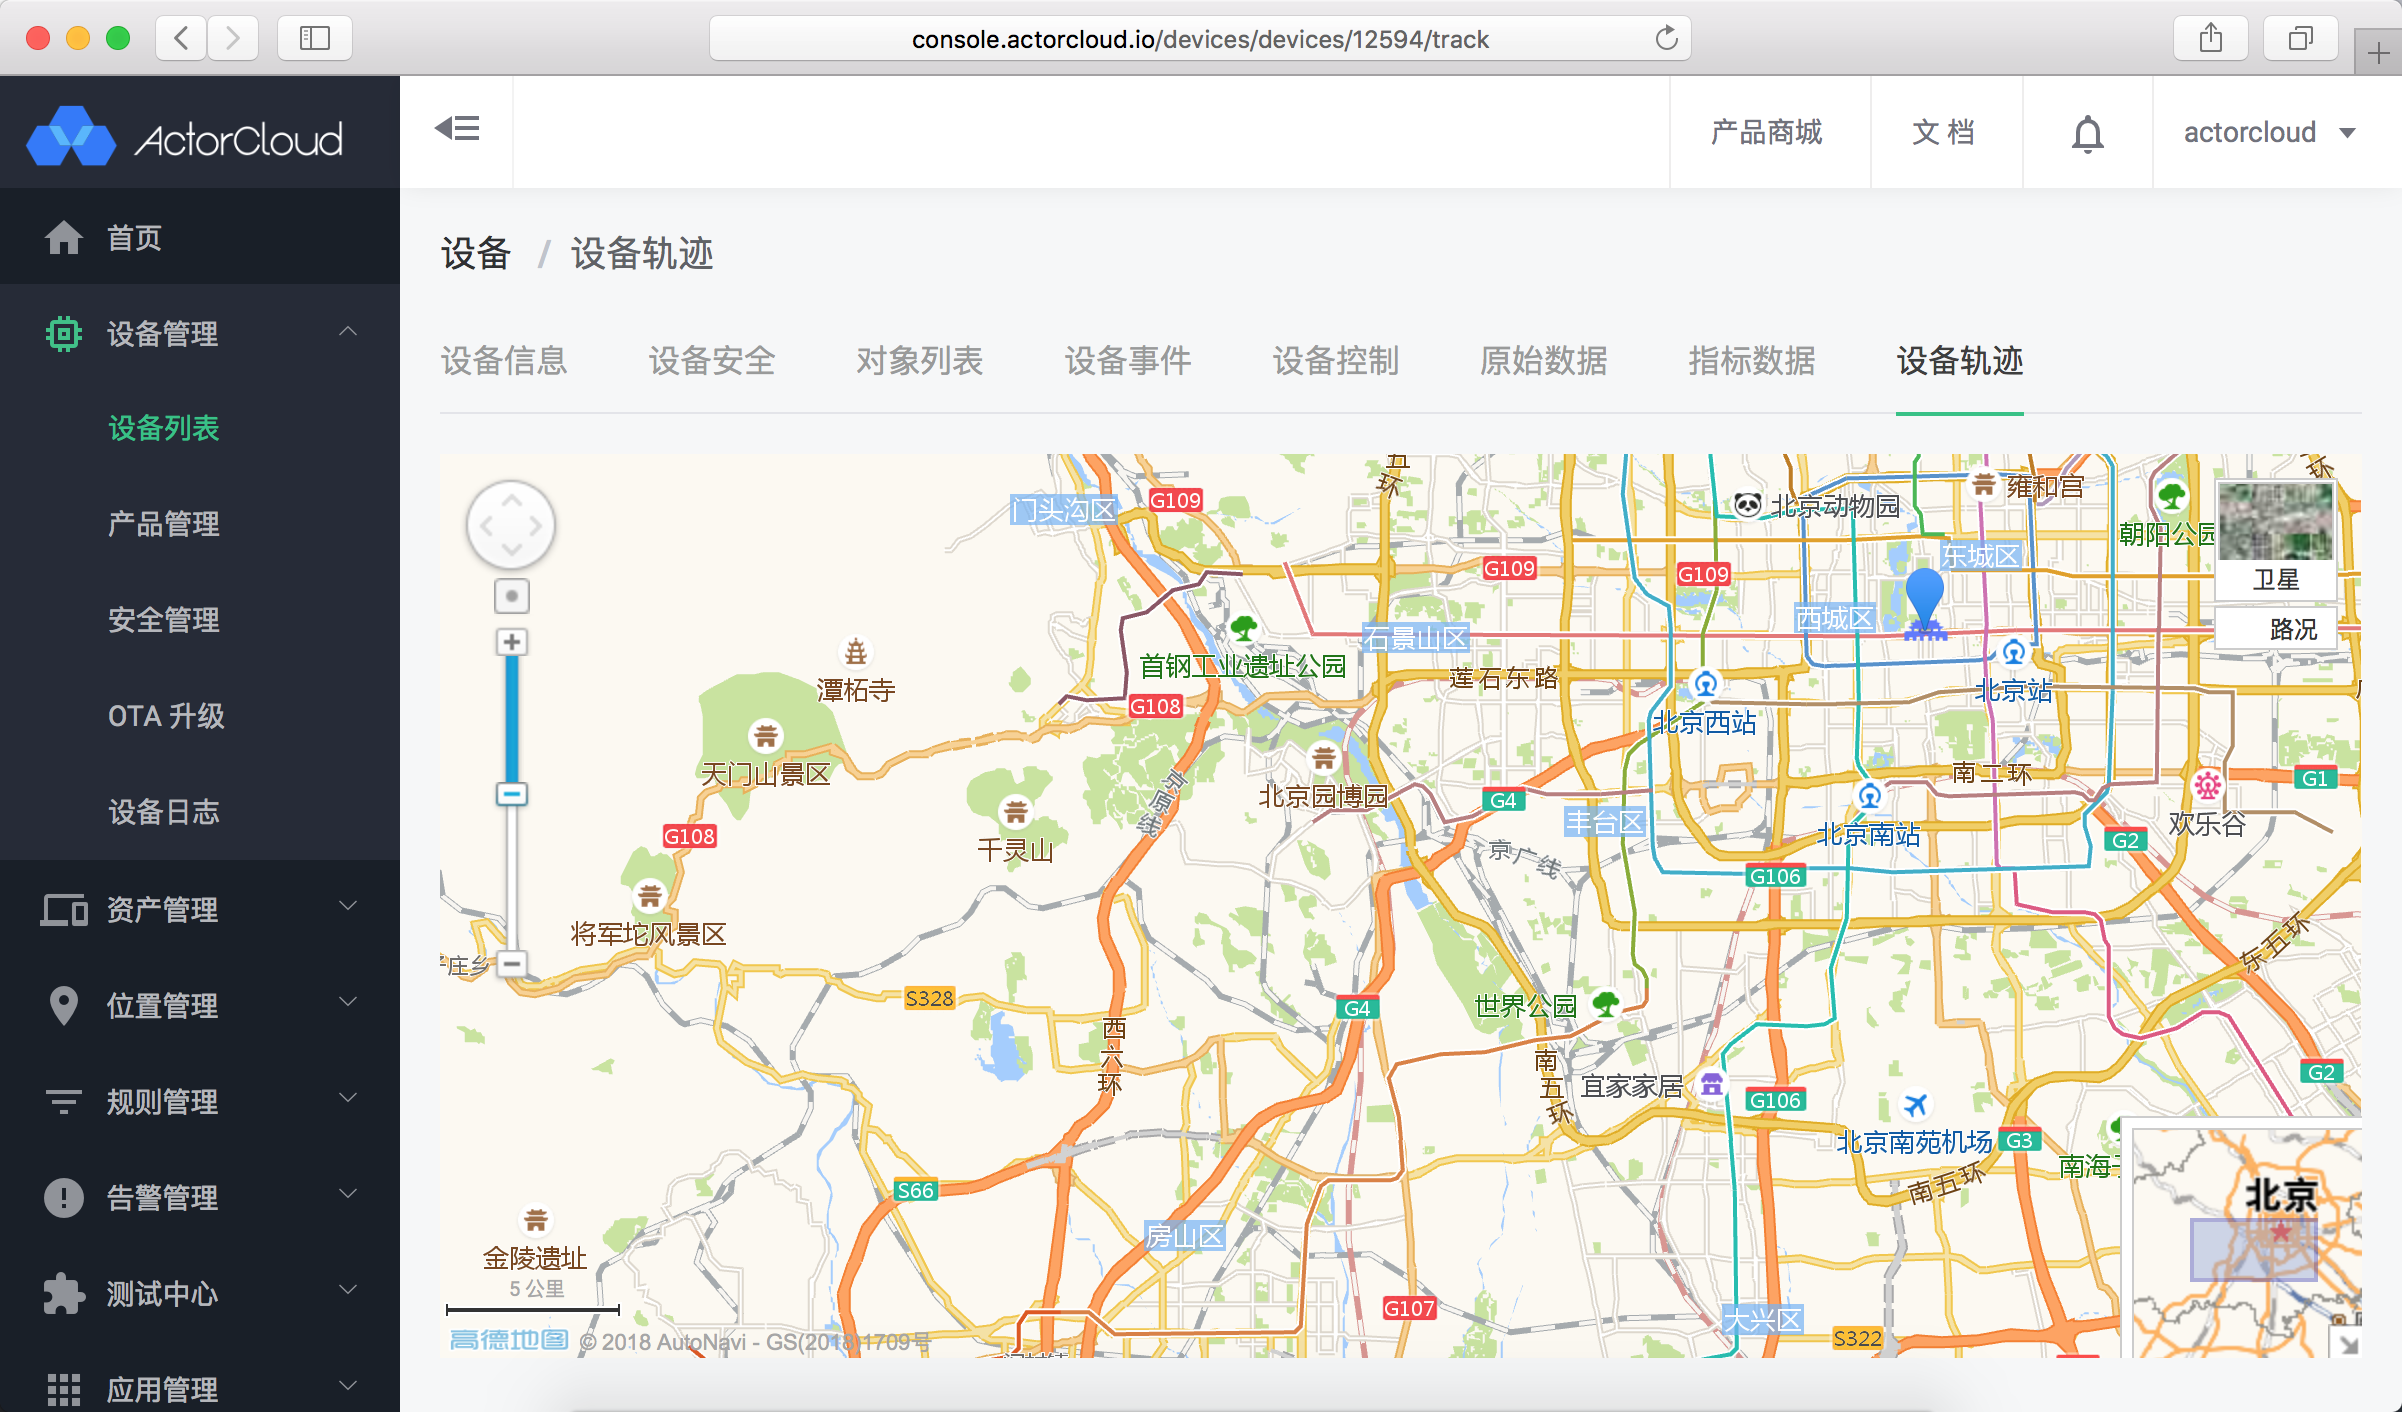 console.actorcloud.io/devices/devices/12594/track
ActorCloud
产品商城
文 档
actorcloud
首页
设备管理
设备列表
产品管理
安全管理
OTA 升级
设备日志
资产管理
位置管理
规则管理
告警管理
测试中心
应用管理
设备 / 设备轨迹
设备信息
设备安全
对象列表
设备事件
设备控制
原始数据
指标数据
设备轨迹
五环
环
门头沟区
G109
北京动物园
雍和宫
朝阳公园
东城区
G109
G109
卫星
西城区
路况
石景山区
首钢工业遗址公园
潭柘寺
莲石东路
北京站
G108
北京西站
天门山景区
南二环
G1
京原线
北京园博园
G4
丰台区
欢乐谷
G108
北京南站
G2
千灵山
京广线
G106
将军坨风景区
东五环
庄乡
S328
G4
世界公园
西六环
南五环
宜家家居
G2
G106
北京南苑机场
G3
南海子
南五环
S66
北京
房山区
金陵遗址
5 公里
G107
大兴区
S322
高德地图
© 2018 AutoNavi - GS(2018)1709号